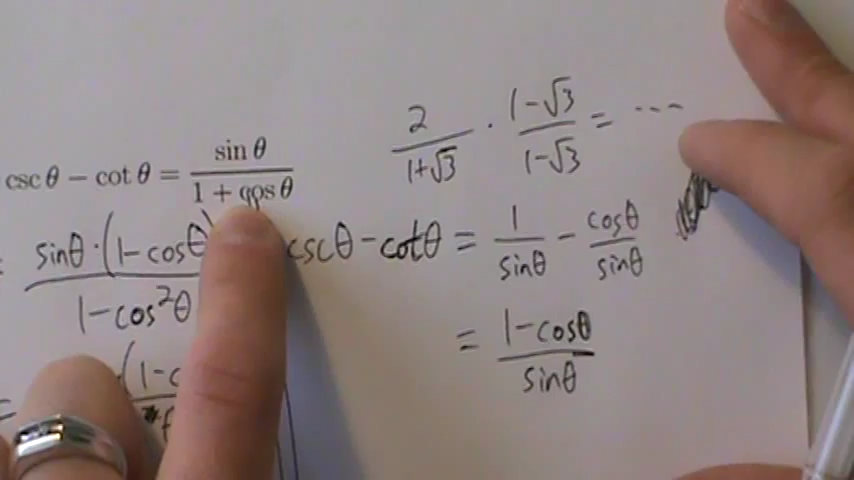 csc θ − cot θ = sin θ / 1 + cos θ
2 / 1+√3 · 1−√3 / 1−√3 = ...
sinθ·(1−cosθ) / 1−cos²θ
cscθ − cotθ = 1 / sinθ − cosθ / sinθ
= 1−cosθ / sinθ
= (1−c